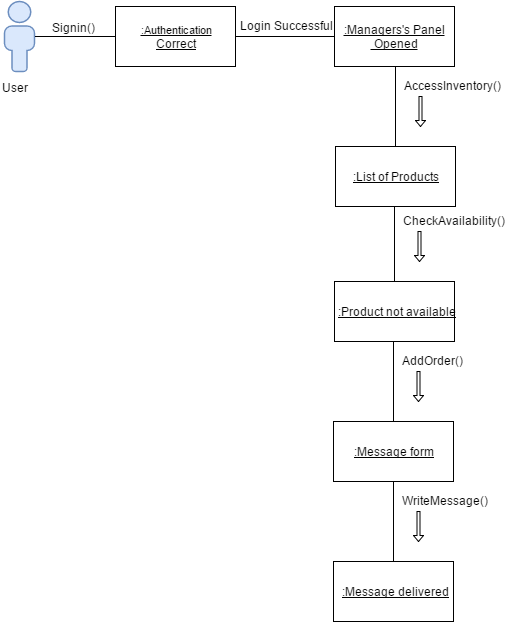 Signin()
:Authentication
Correct
Login Successful
:Managers's Panel
Opened
User
AccessInventory()
:List of Products
CheckAvailability()
:Product not available
AddOrder()
:Message form
WriteMessage()
:Message delivered